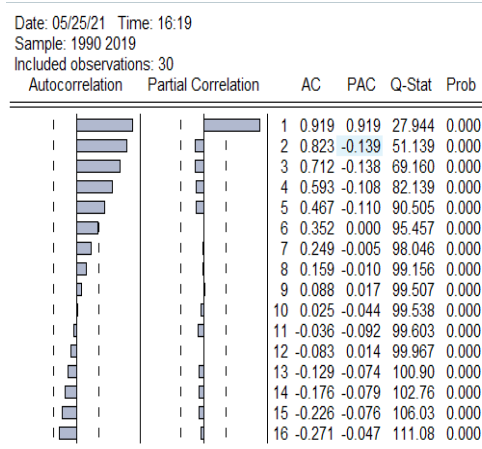 Date: 05/25/21 Time: 16:19
Sample: 1990 2019
Included observations: 30
Autocorrelation Partial Correlation AC PAC Q-Stat Prob
1 0.919 0.919 27.944 0.000
2 0.823 -0.139 51.139 0.000
3 0.712 -0.138 69.160 0.000
4 0.593 -0.108 82.139 0.000
5 0.467 -0.110 90.505 0.000
6 0.352 0.000 95.457 0.000
7 0.249 -0.005 98.046 0.000
8 0.159 -0.010 99.156 0.000
9 0.088 0.017 99.507 0.000
10 0.025 -0.044 99.538 0.000
11 -0.036 -0.092 99.603 0.000
12 -0.083 0.014 99.967 0.000
13 -0.129 -0.074 100.90 0.000
14 -0.176 -0.079 102.76 0.000
15 -0.226 -0.076 106.03 0.000
16 -0.271 -0.047 111.08 0.000